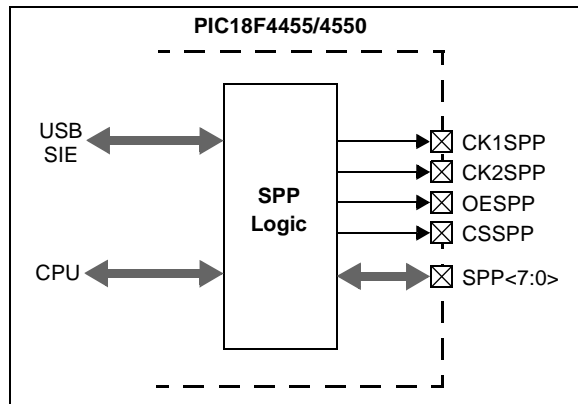 PIC18F4455/4550
USB
SIE
CPU
SPP
Logic
CK1SPP
CK2SPP
OESPP
CSSPP
SPP<7:0>